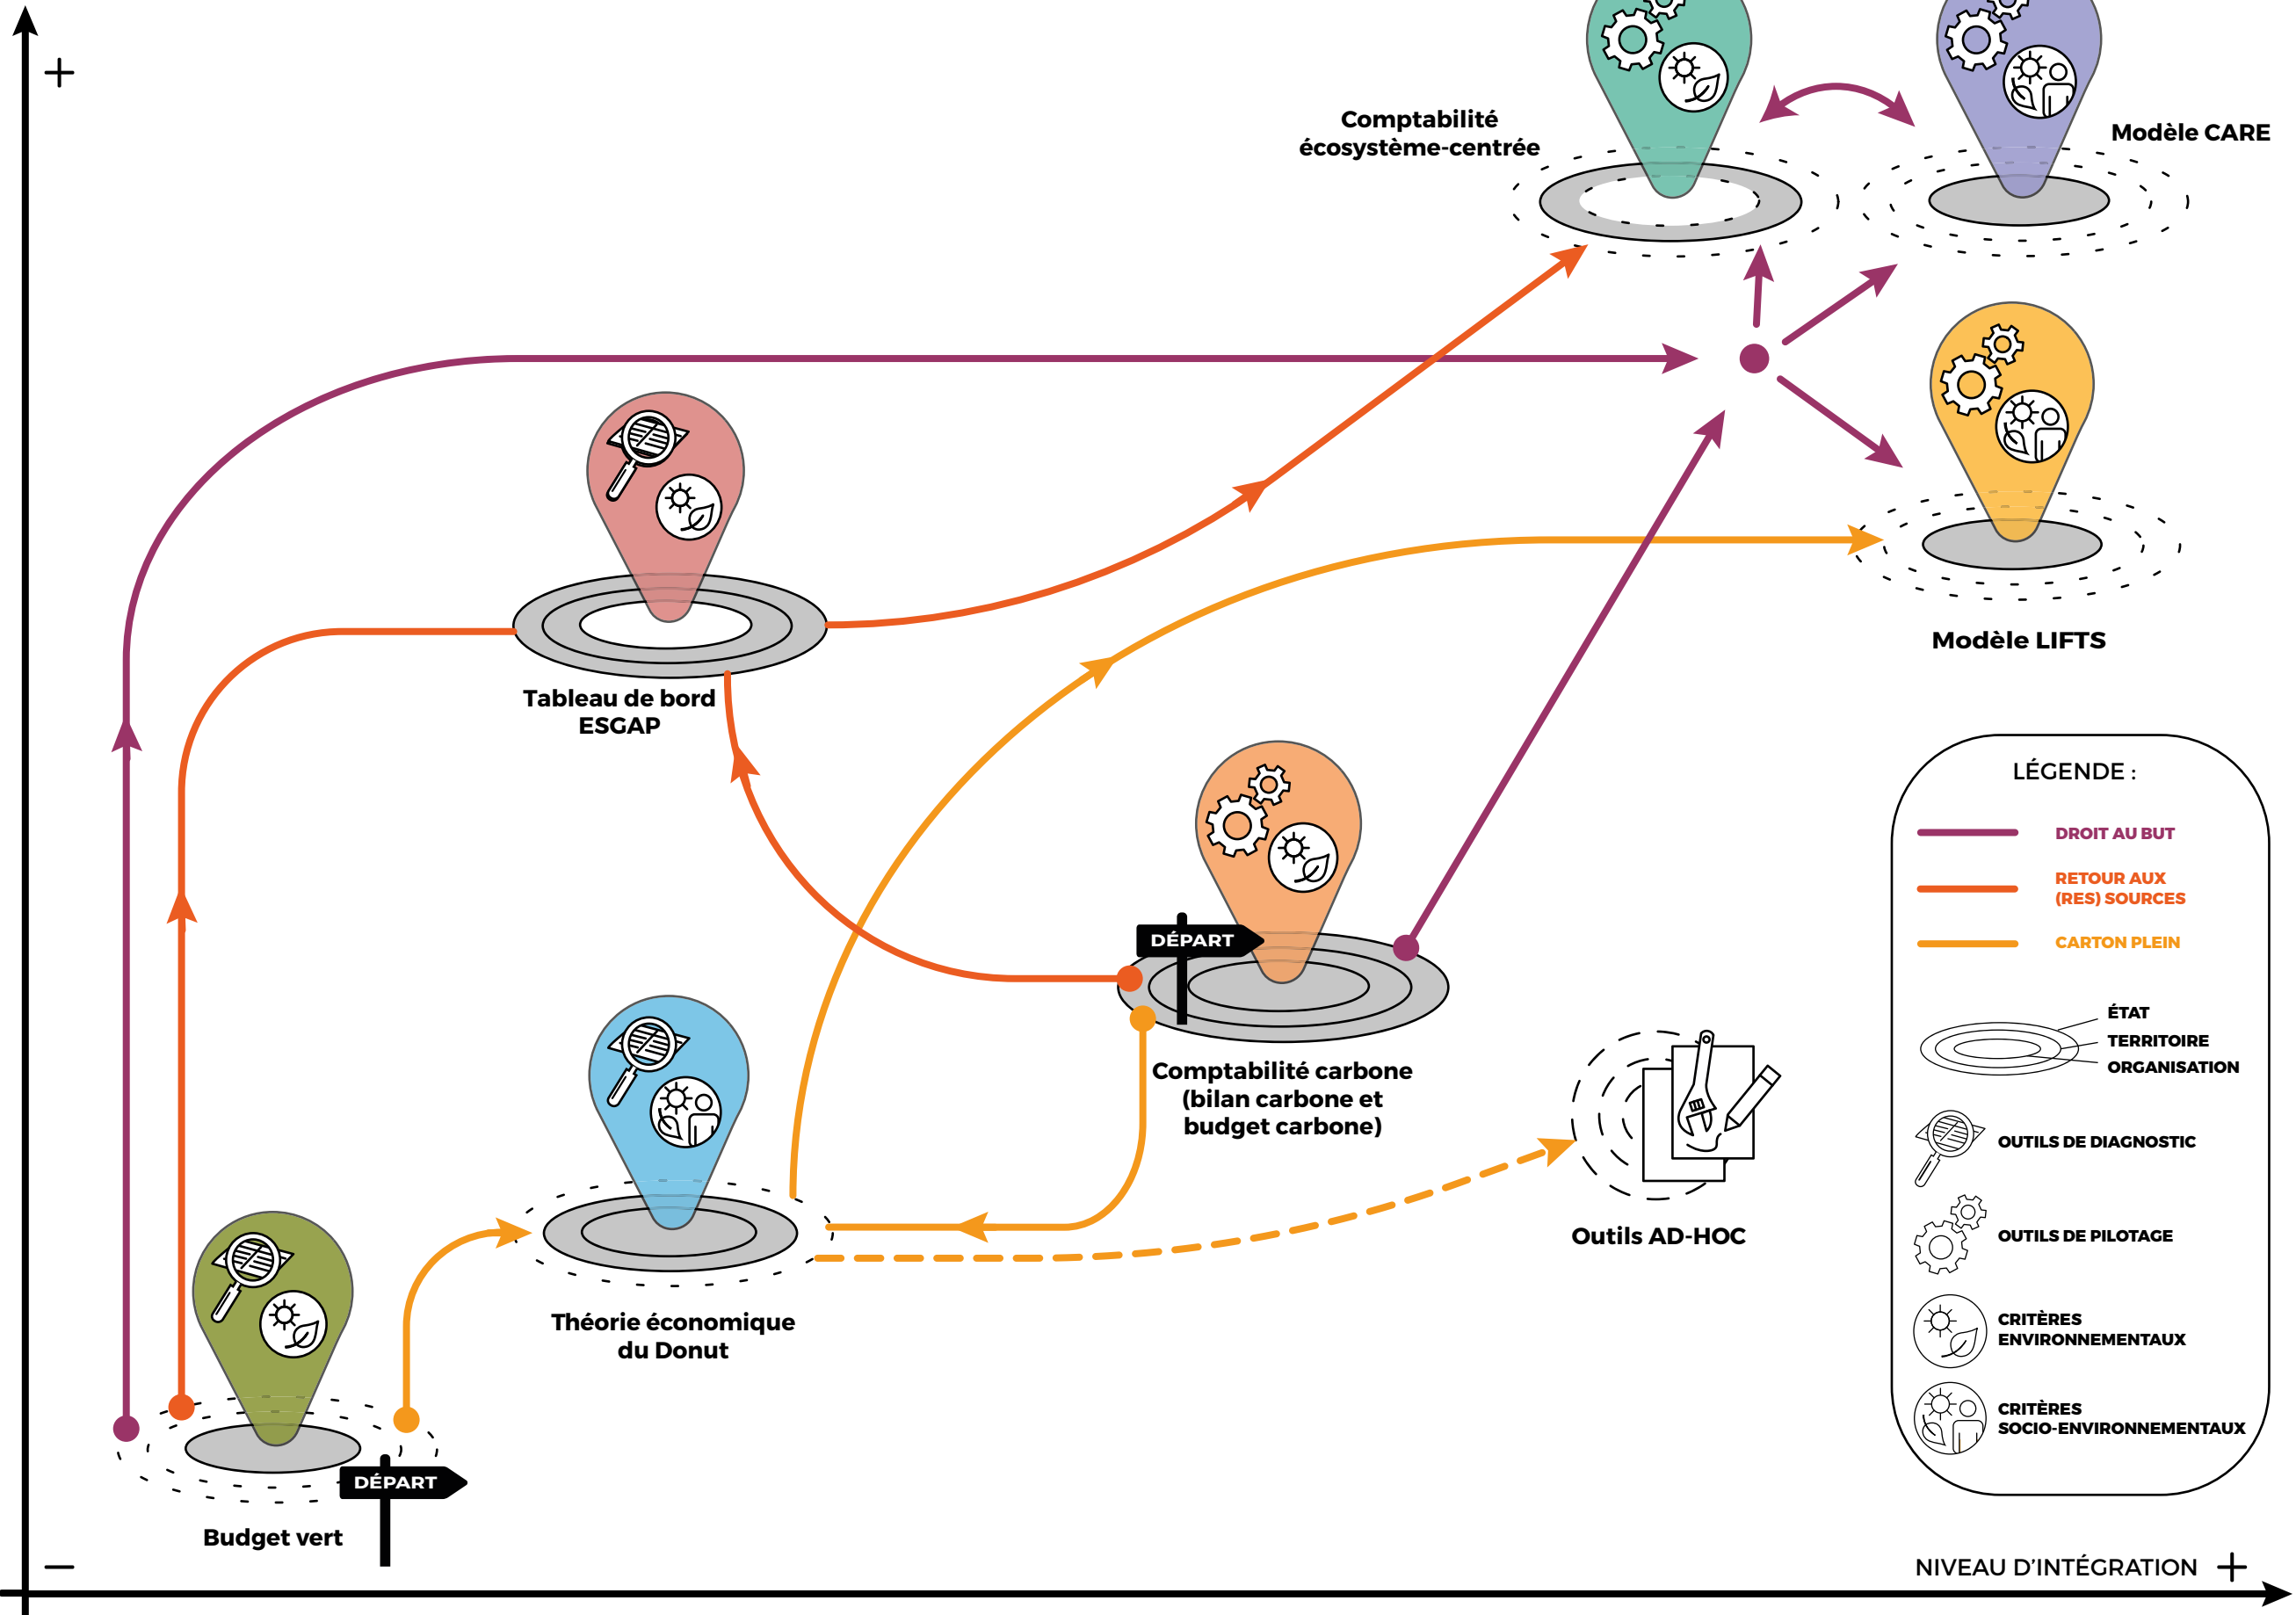 +
Comptabilité
écosystème-centrée
Modèle CARE
Modèle LIFTS
Tableau de bord
ESGAP
DÉPART
Comptabilité carbone
(bilan carbone et
budget carbone)
Outils AD-HOC
Théorie économique
du Donut
DÉPART
Budget vert
LÉGENDE :
DROIT AU BUT
RETOUR AUX
(RES) SOURCES
CARTON PLEIN
ÉTAT
TERRITOIRE
ORGANISATION
OUTILS DE DIAGNOSTIC
OUTILS DE PILOTAGE
CRITÈRES
ENVIRONNEMENTAUX
CRITÈRES
SOCIO-ENVIRONNEMENTAUX
—
NIVEAU D'INTÉGRATION +